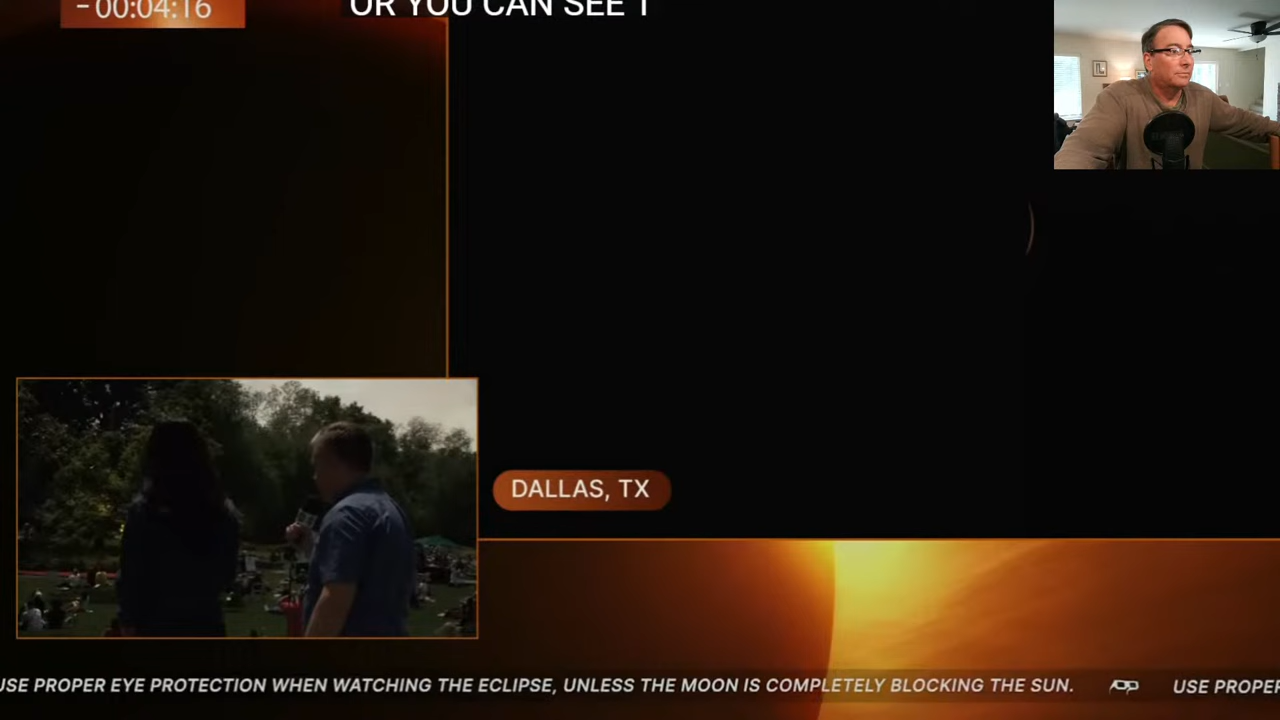 - 00:04:16
OR YOU CAN SEE T
DALLAS, TX
USE PROPER EYE PROTECTION WHEN WATCHING THE ECLIPSE, UNLESS THE MOON IS COMPLETELY BLOCKING THE SUN. USE PROPER